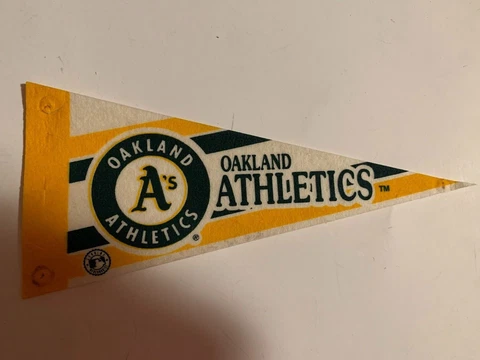 OAKLAND
A's
ATHLETICS
®
OAKLAND
ATHLETICS ™